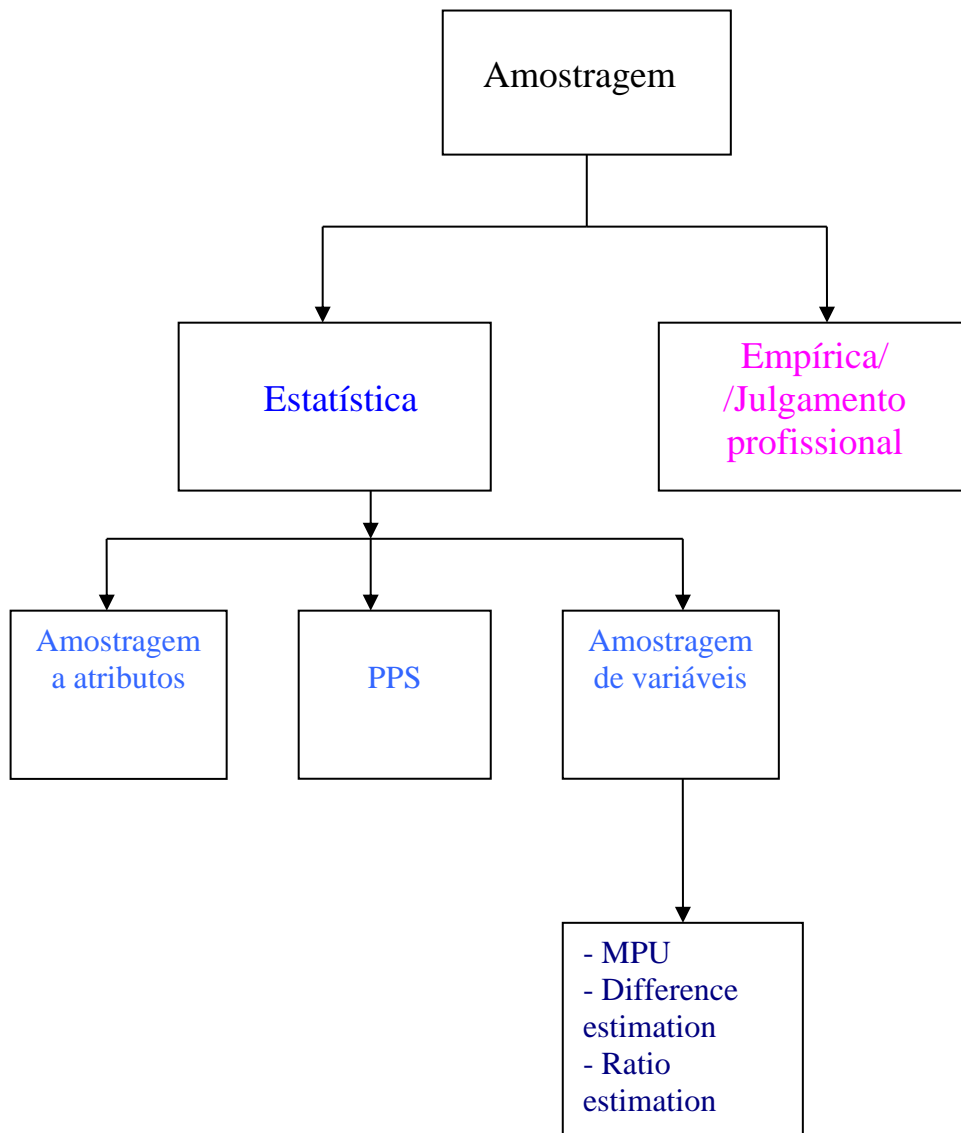 Amostragem
Estatística
Empírica/
/Julgamento
profissional
Amostragem
a atributos
PPS
Amostragem
de variáveis
- MPU
- Difference
estimation
- Ratio
estimation